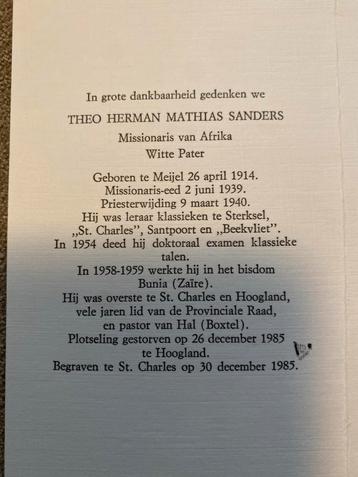 In grote dankbaarheid gedenken we
THEO HERMAN MATHIAS SANDERS
Missionaris van Afrika
Witte Pater
Geboren te Meijel 26 april 1914.
Missionaris-eed 2 juni 1939.
Priesterwijding 9 maart 1940.
Hij was leraar klassieken te Sterksel,
„St. Charles”, Santpoort en „Beekvliet”.
In 1954 deed hij doktoraal examen klassieke
talen.
In 1958-1959 werkte hij in het bisdom
Bunia (Zaïre).
Hij was overste te St. Charles en Hoogland,
vele jaren lid van de Provinciale Raad,
en pastor van Hal (Boxtel).
Plotseling gestorven op 26 december 1985
te Hoogland.
Begraven te St. Charles op 30 december 1985.